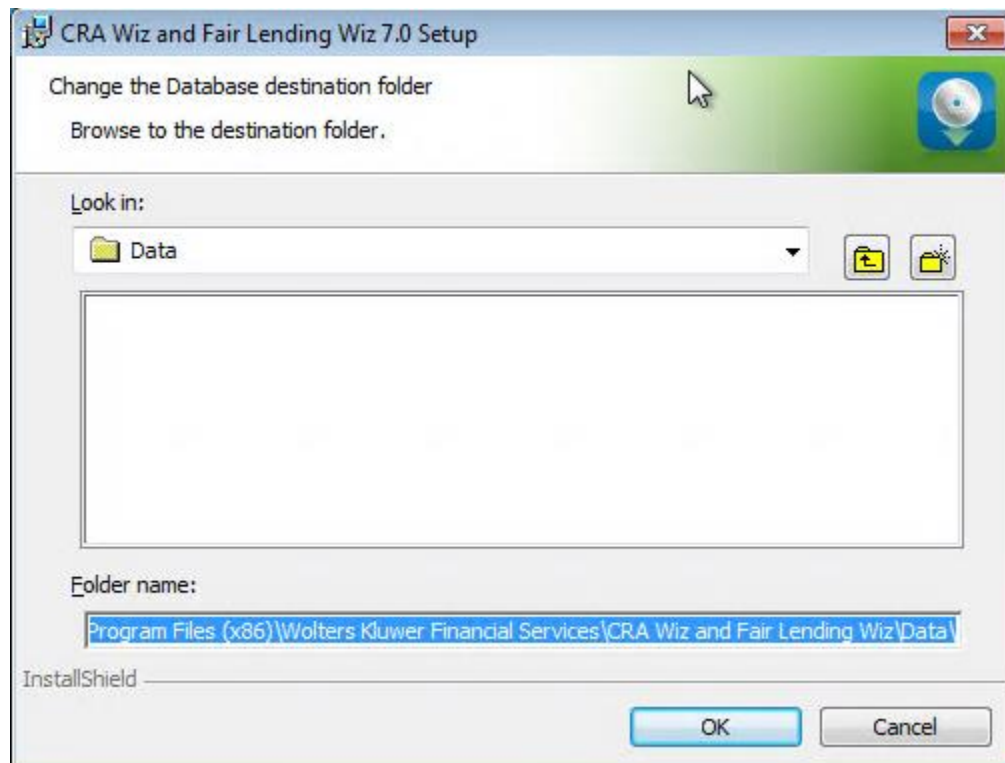 CRA Wiz and Fair Lending Wiz 7.0 Setup
Change the Database destination folder
Browse to the destination folder.
Look in:
Data
Folder name:
Program Files (x86)\Wolters Kluwer Financial Services\CRA Wiz and Fair Lending Wiz\Data\
InstallShield
OK
Cancel